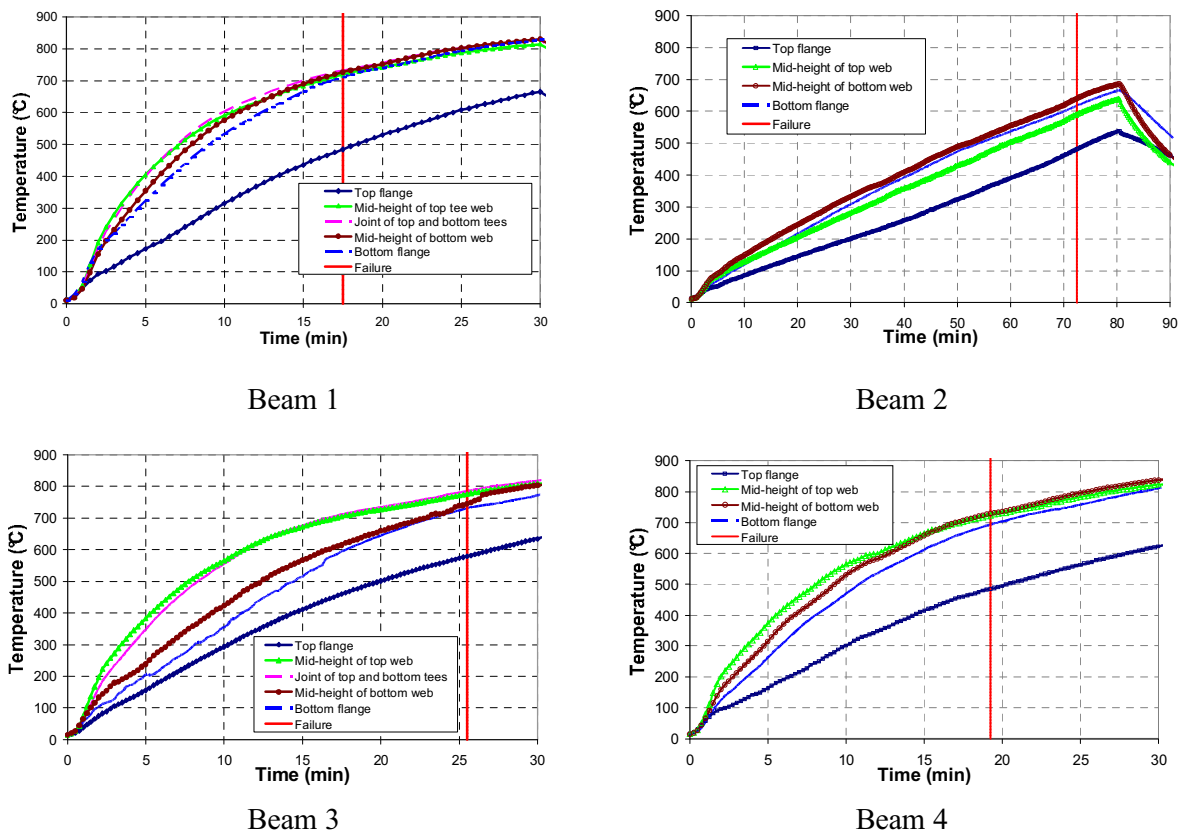 900
800
700
600
500
400
300
200
100
0
Temperature (°C)
Top flange
Mid-height of top tee web
Joint of top and bottom tees
Mid-height of bottom web
Bottom flange
Failure
0 5 10 15 20 25 30
Time (min)
Beam 1
900
800
700
600
500
400
300
200
100
0
Temperature (°C)
Top flange
Mid-height of top web
Mid-height of bottom web
Bottom flange
Failure
0 10 20 30 40 50 60 70 80 90
Time (min)
Beam 2
900
800
700
600
500
400
300
200
100
0
Temperature (°C)
Top flange
Mid-height of top web
Joint of top and bottom tees
Mid-height of bottom web
Bottom flange
Failure
0 5 10 15 20 25 30
Time (min)
Beam 3
900
800
700
600
500
400
300
200
100
0
Temperature (°C)
Top flange
Mid-height of top web
Mid-height of bottom web
Bottom flange
Failure
0 5 10 15 20 25 30
Time (min)
Beam 4